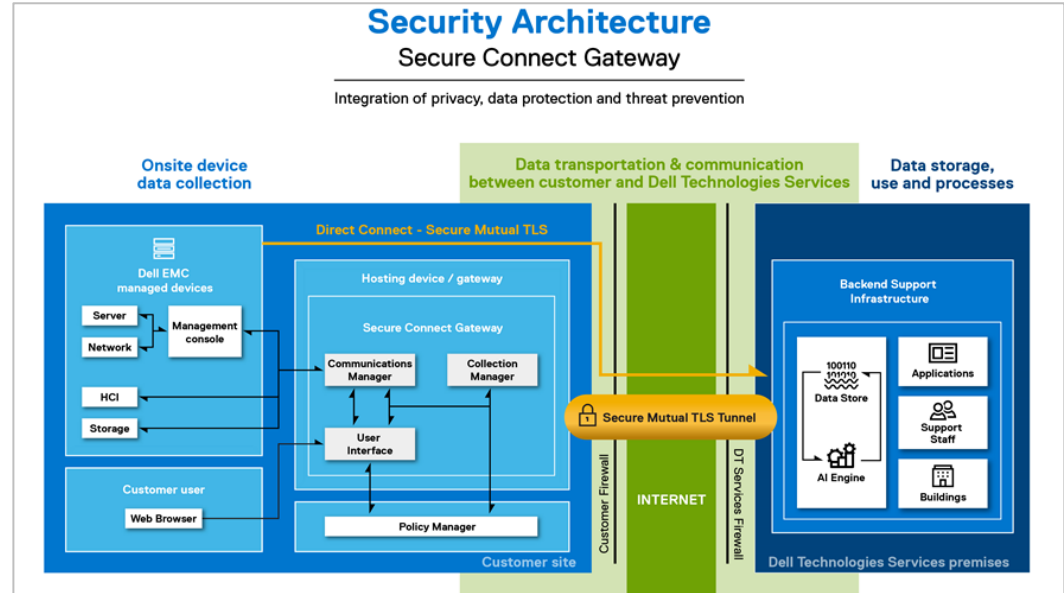 Security Architecture
Secure Connect Gateway
Integration of privacy, data protection and threat prevention
Onsite device
data collection
Data transportation & communication
between customer and Dell Technologies Services
Data storage,
use and processes
Direct Connect - Secure Mutual TLS
Dell EMC
managed devices
Server
Network
Management
console
HCI
Storage
Customer user
Web Browser
Hosting device / gateway
Secure Connect Gateway
Communications
Manager
Collection
Manager
User
Interface
Policy Manager
Customer site
Secure Mutual TLS Tunnel
Customer Firewall
INTERNET
DT Services Firewall
Backend Support
Infrastructure
100110
101010
Data Store
AI Engine
Applications
Support
Staff
Buildings
Dell Technologies Services premises